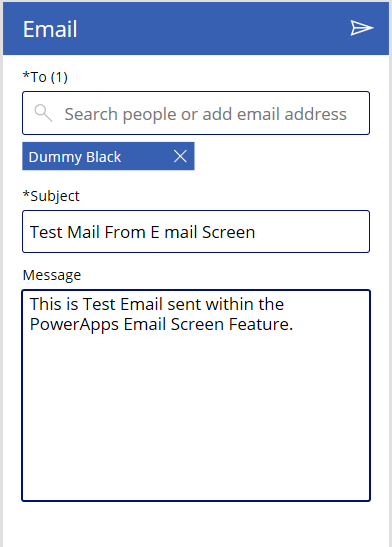 Email
*To (1)
Search people or add email address
Dummy Black
*Subject
Test Mail From E mail Screen
Message
This is Test Email sent within the
PowerApps Email Screen Feature.